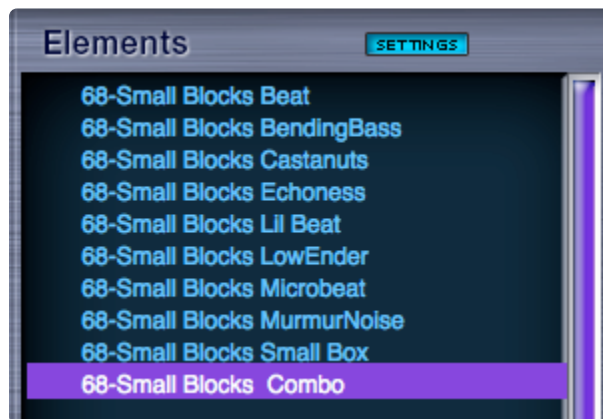 Elements
SETTINGS
68-Small Blocks Beat
68-Small Blocks BendingBass
68-Small Blocks Castanuts
68-Small Blocks Echoness
68-Small Blocks Lil Beat
68-Small Blocks LowEnder
68-Small Blocks Microbeat
68-Small Blocks MurmurNoise
68-Small Blocks Small Box
68-Small Blocks  Combo